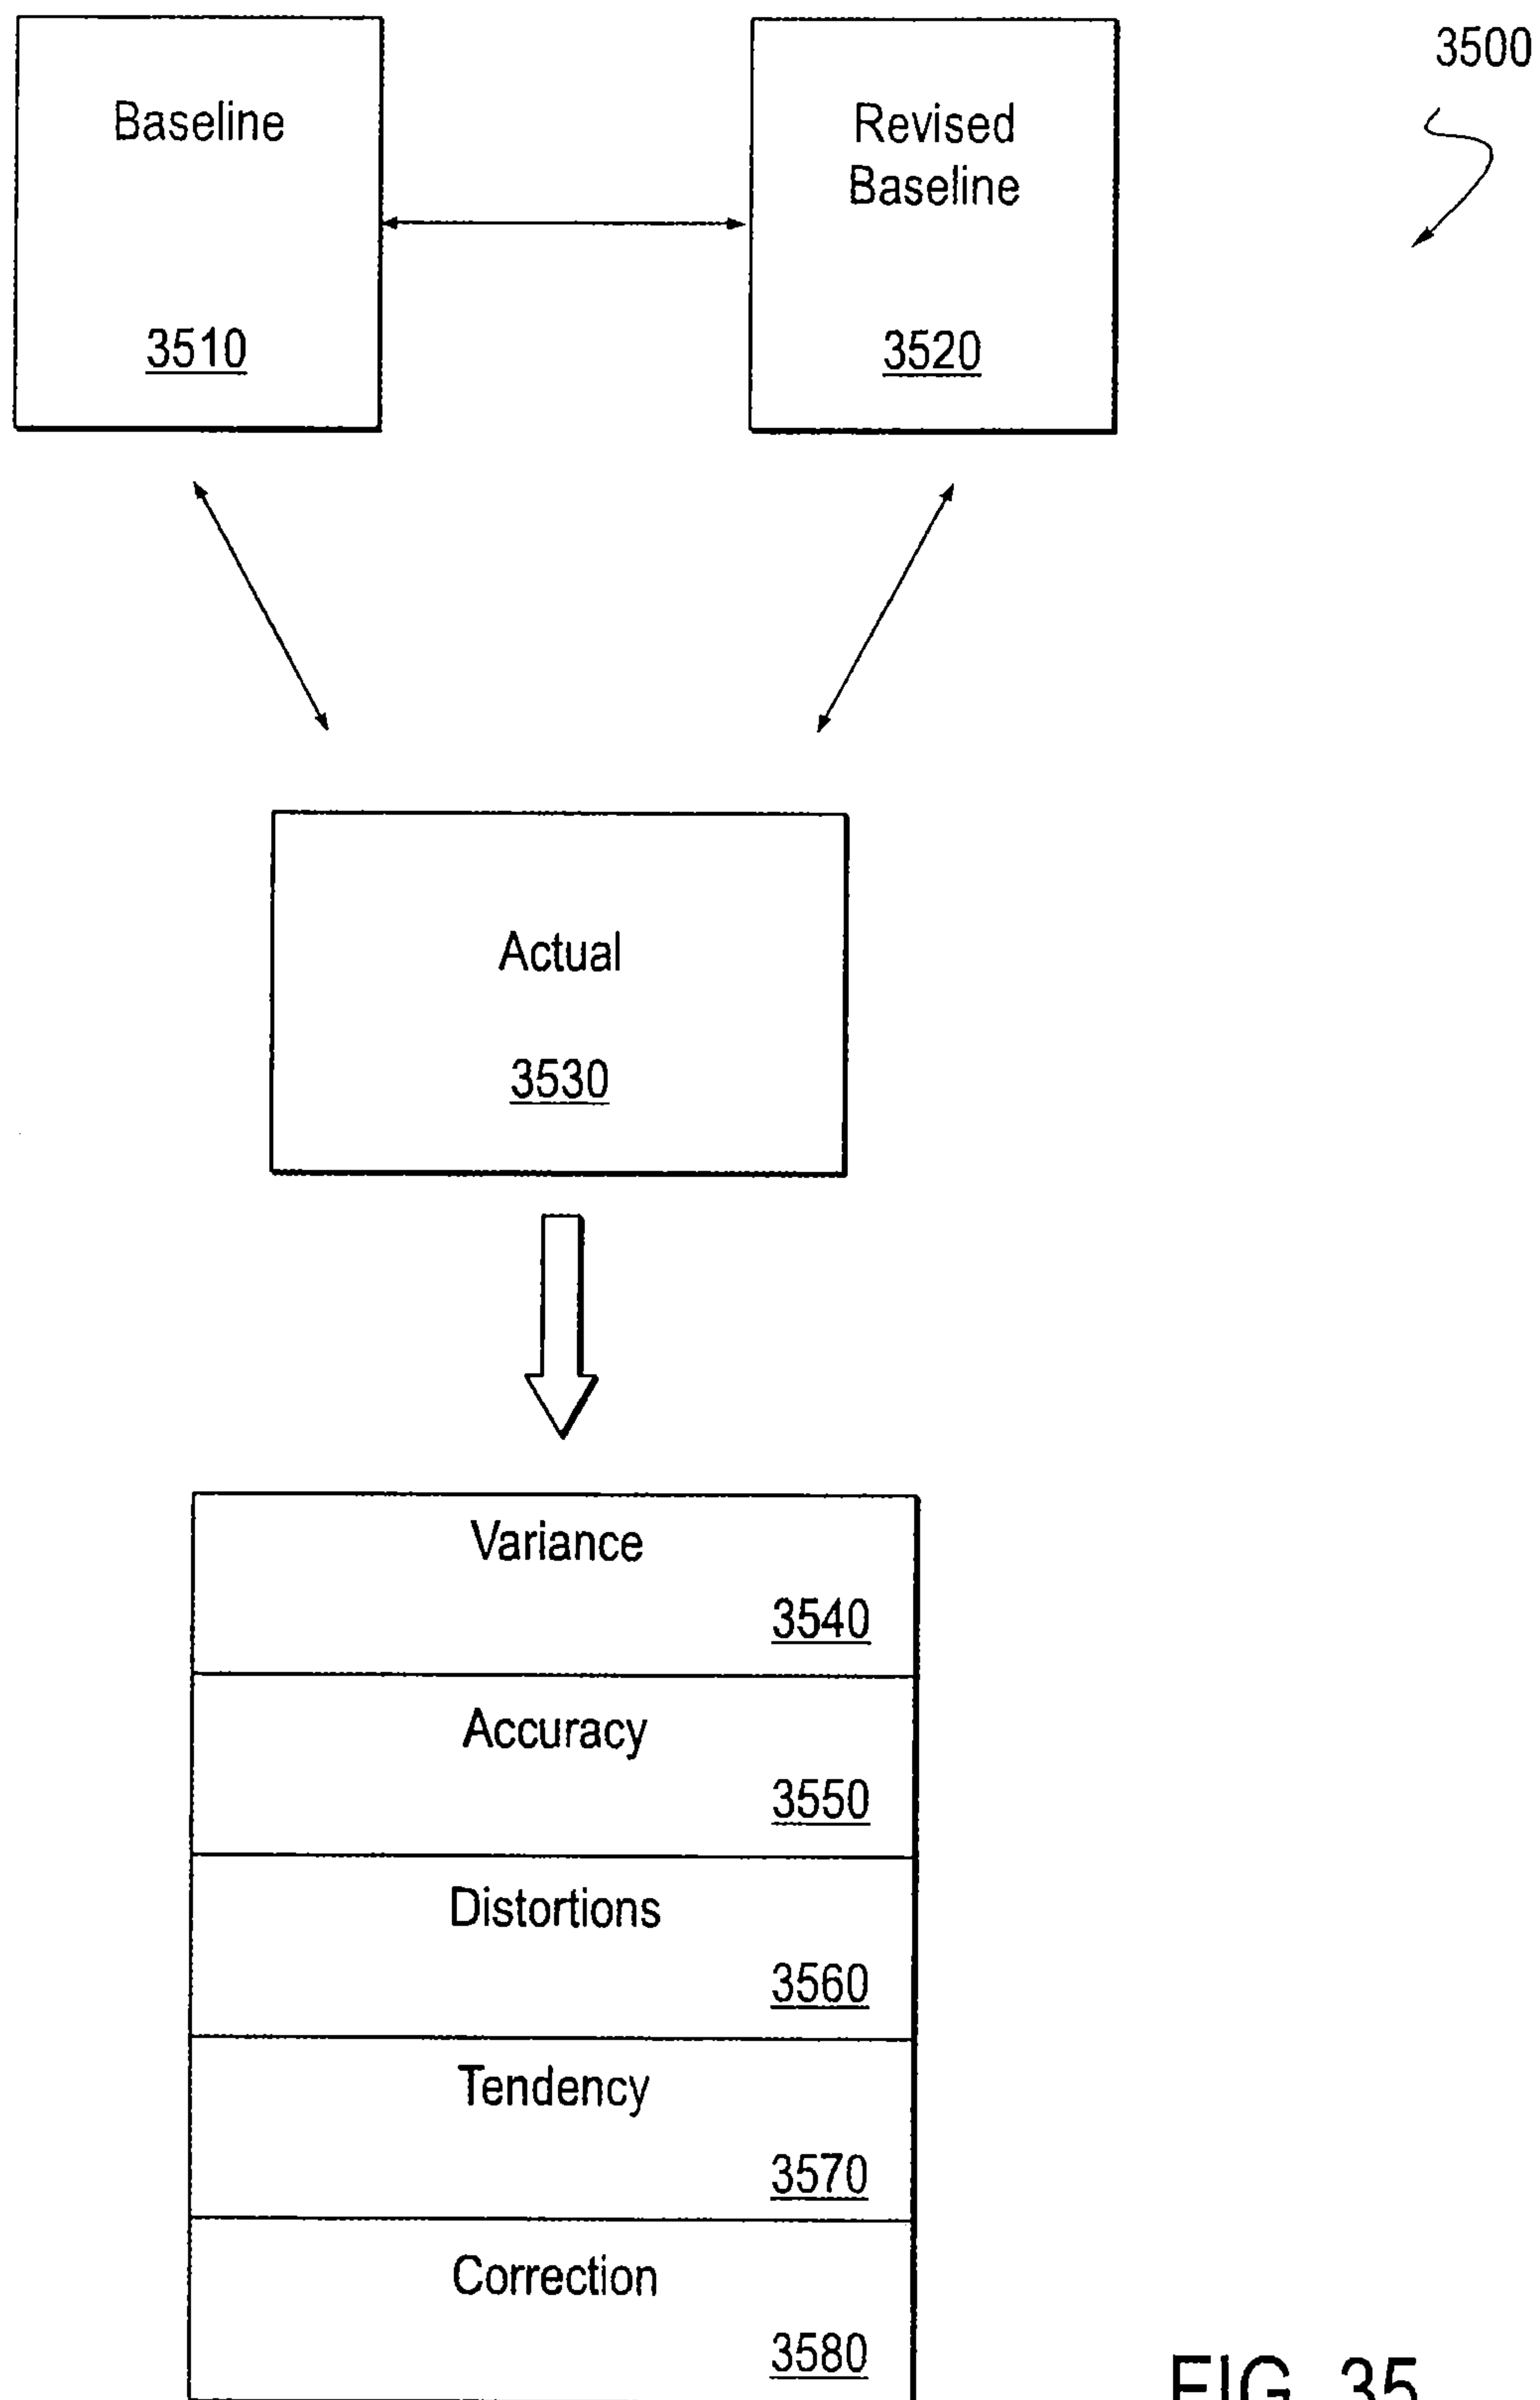 3500
Baseline
3510
Revised
Baseline
3520
Actual
3530
Variance
3540
Accuracy
3550
Distortions
3560
Tendency
3570
Correction
3580
FIG. 35